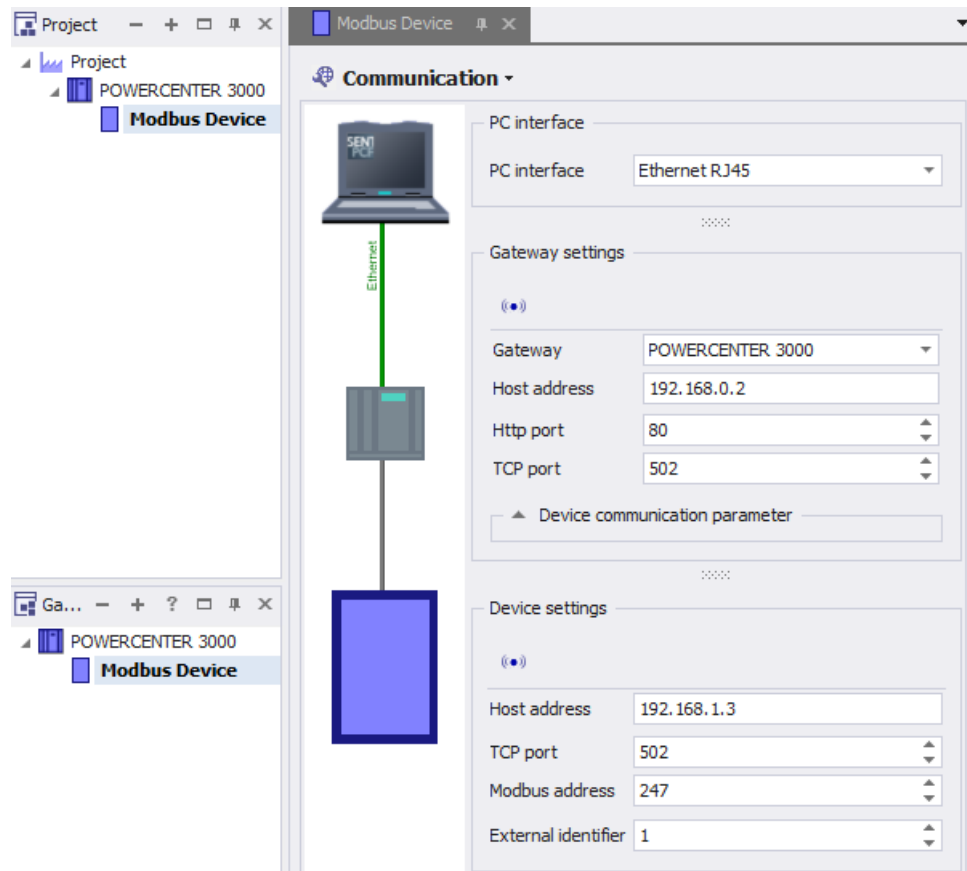 Project
Project
POWERCENTER 3000
Modbus Device
Ga...
POWERCENTER 3000
Modbus Device
Modbus Device
Communication
Ethernet
PC interface
PC interface Ethernet RJ45
Gateway settings
Gateway POWERCENTER 3000
Host address 192.168.0.2
Http port 80
TCP port 502
Device communication parameter
Device settings
Host address 192.168.1.3
TCP port 502
Modbus address 247
External identifier 1